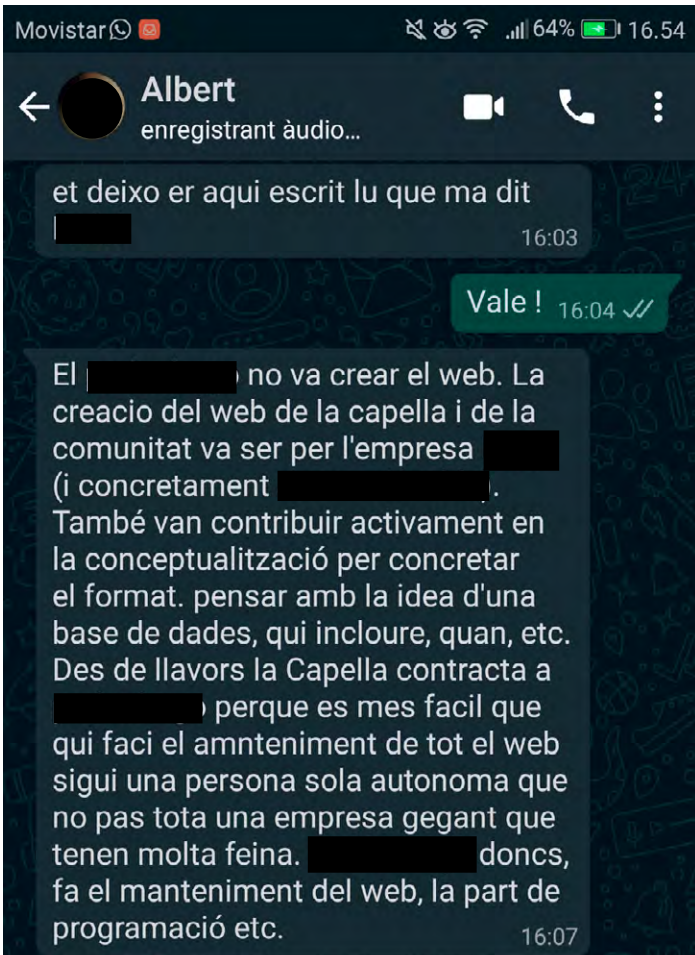 Movistar 64% 16.54
Albert
enregistrant àudio...
et deixo er aqui escrit lu que ma dit
16:03
Vale ! 16:04
El no va crear el web. La
creacio del web de la capella i de la
comunitat va ser per l'empresa
(i concretament ).
També van contribuir activament en
la conceptualització per concretar
el format. pensar amb la idea d'una
base de dades, qui incloure, quan, etc.
Des de llavors la Capella contracta a
perque es mes facil que
qui faci el amnteniment de tot el web
sigui una persona sola autonoma que
no pas tota una empresa gegant que
tenen molta feina. doncs,
fa el manteniment del web, la part de
programació etc.
16:07